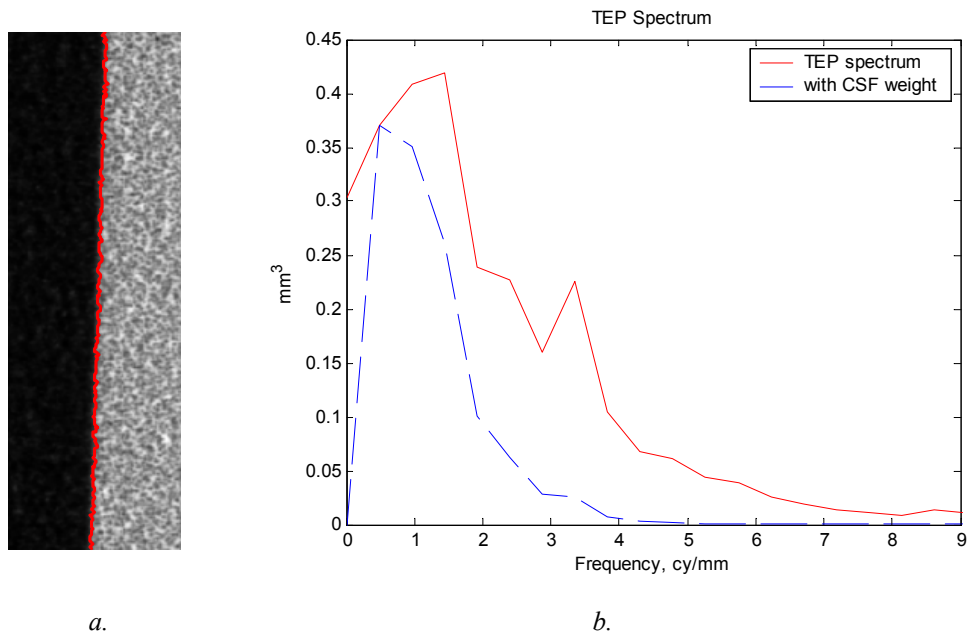 TEP Spectrum
TEP spectrum
with CSF weight
0.45
0.4
0.35
0.3
0.25
0.2
0.15
0.1
0.05
0
mm3
0 1 2 3 4 5 6 7 8 9
Frequency, cy/mm
a. b.